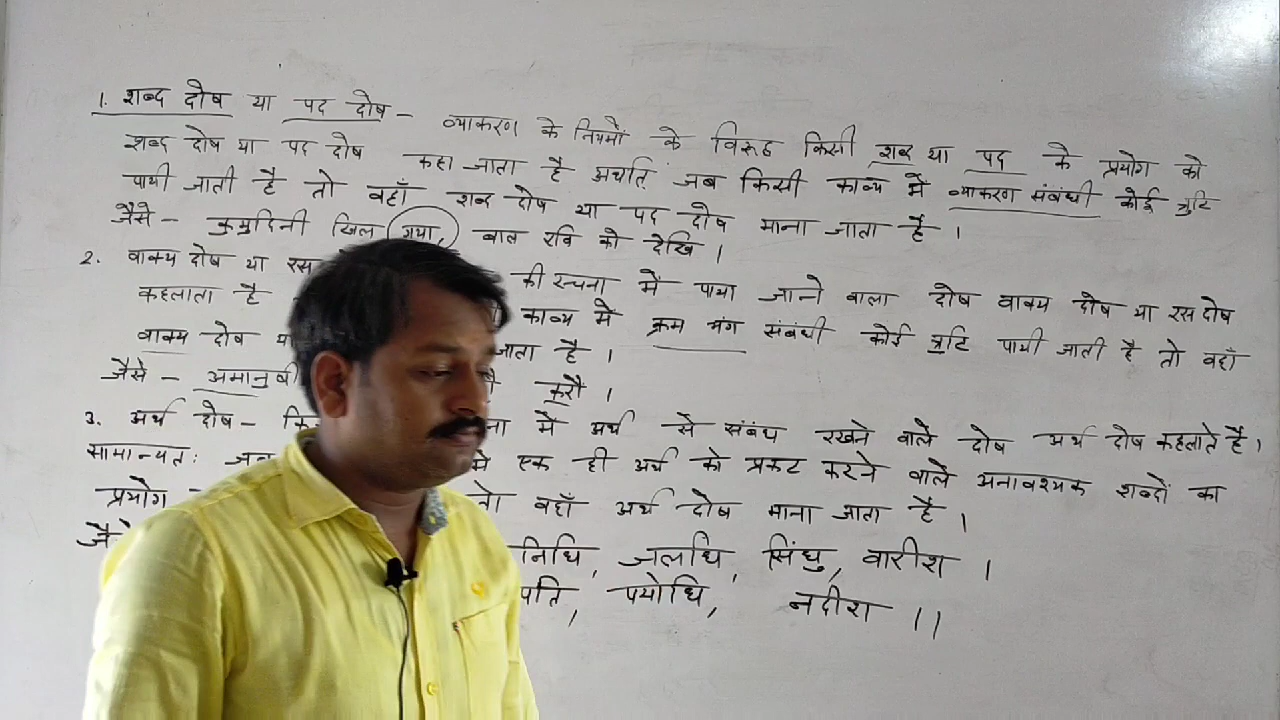 1. शब्द दोष या पद दोष - व्याकरण के नियमों के विरूद्ध किसी शब्द या पद के प्रयोग को
शब्द दोष या पद दोष कहा जाता है अर्थात् जब किसी काव्य में व्याकरण संबंधी कोई त्रुटि
पायी जाती है तो वहाँ शब्द दोष या पद दोष माना जाता है।
जैसे - कुमुदिनी खिल गया, बाल रवि को देखि।
2. वाक्य दोष या रस की रचना में पाया जाने वाला दोष वाक्य दोष या रस दोष
कहलाता है काव्य में क्रम भंग संबंधी कोई त्रुटि पायी जाती है तो वहाँ
वाक्य दोष जाता है।
जैसे - अमानुषी करौ।
3. अर्थ दोष - में अर्थ से संबंध रखने वाले दोष अर्थ दोष कहलाते हैं।
सामान्यतः जब में एक ही अर्थ को प्रकट करने वाले अनावश्यक शब्दों का
प्रयोग तो वहाँ अर्थ दोष माना जाता है।
निधि, जलधि, सिंधु, वारीश।
पति, पयोधि, नदीश।।